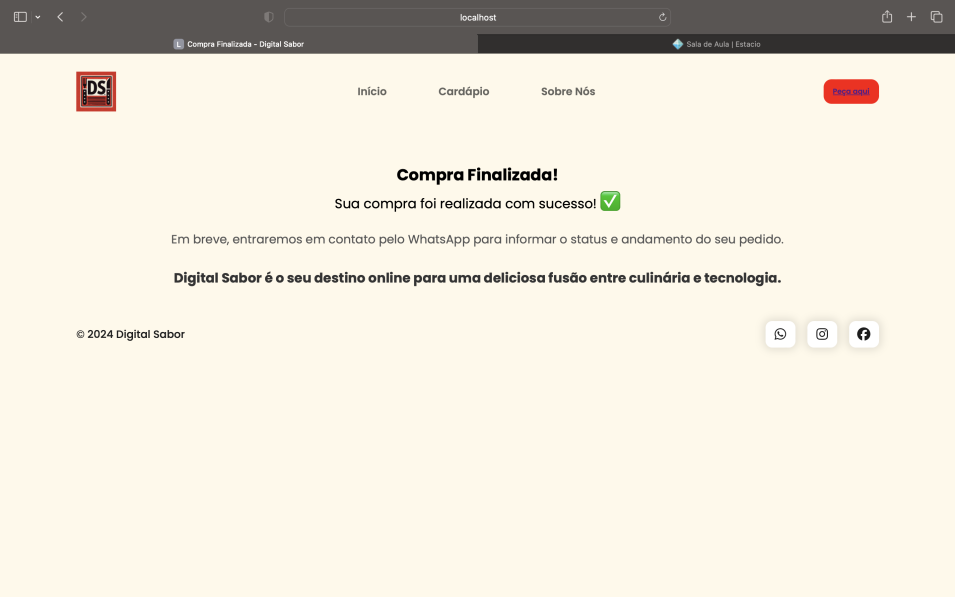 localhost
L Compra Finalizada - Digital Sabor
Sala de Aula | Estacio
DS
Início
Cardápio
Sobre Nós
Peça aqui
Compra Finalizada!
Sua compra foi realizada com sucesso! ✅
Em breve, entraremos em contato pelo WhatsApp para informar o status e andamento do seu pedido.
Digital Sabor é o seu destino online para uma deliciosa fusão entre culinária e tecnologia.
© 2024 Digital Sabor